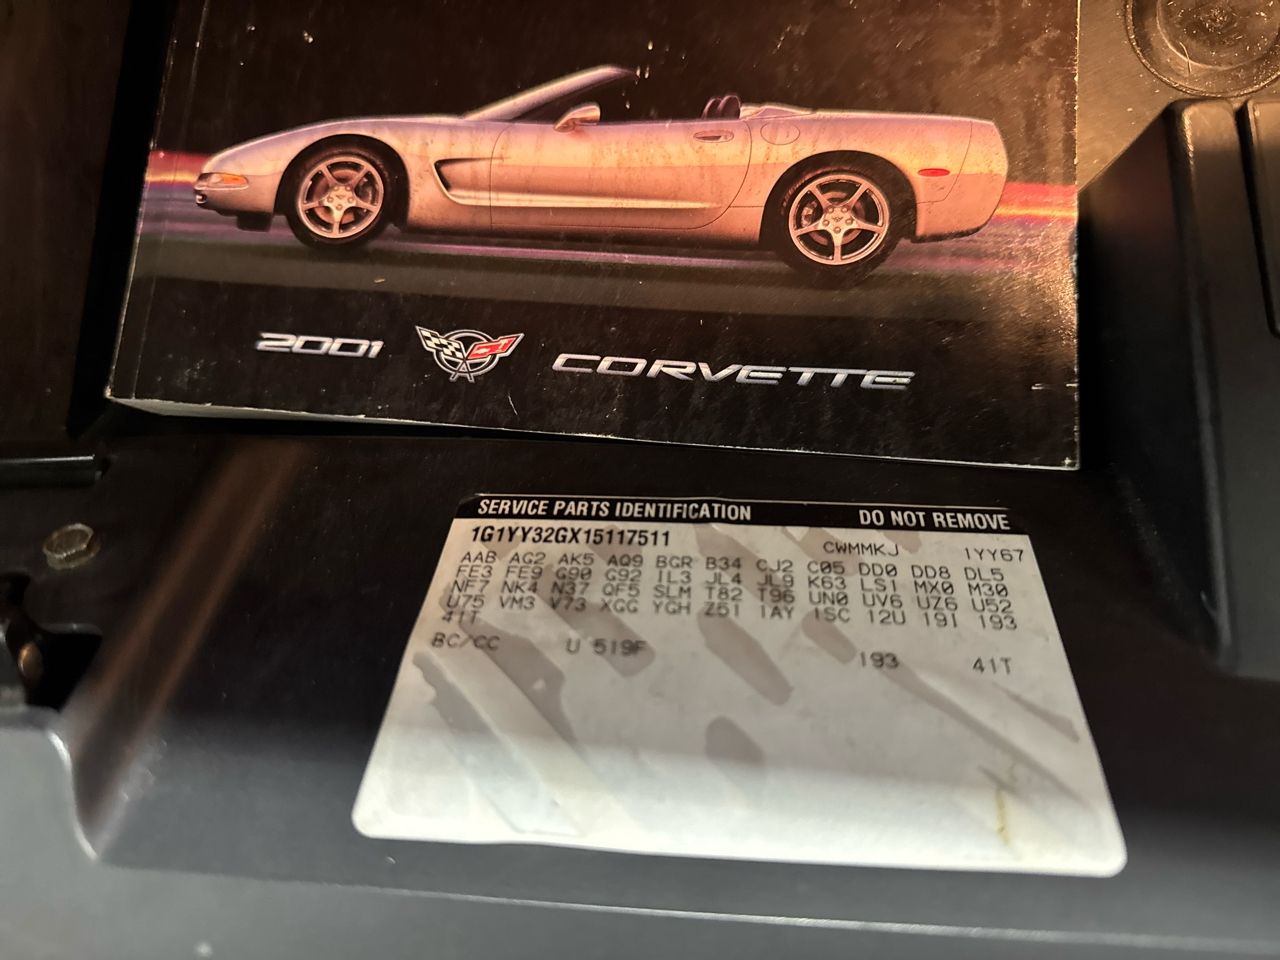 2001 CORVETTE
SERVICE PARTS IDENTIFICATION DO NOT REMOVE
1G1YY32GX15117511 CWMMKJ 1YY67
AAB AG2 AK5 AQ9 BGR B34 CJ2 C05 DD0 DD8 DL5
FE3 FE9 G90 G92 IL3 JL4 JL9 K63 LS1 MX0 M30
NF7 NK4 N37 QF5 SLM T82 T96 UN0 UV6 UZ6 U52
U75 VM3 V73 XGG YGH Z51 1AY 1SC 12U 19I 193
41T
BC/CC U 519F 193 41T